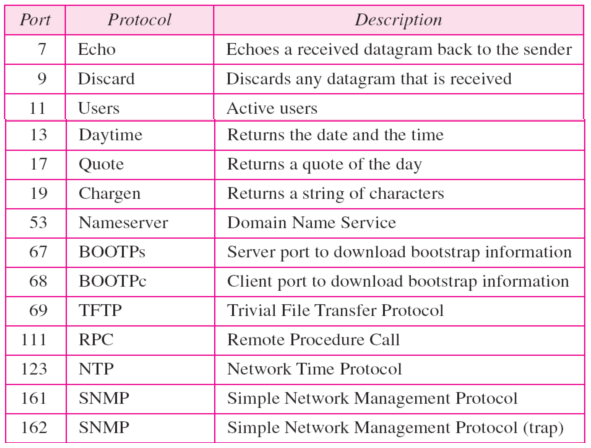 Port Protocol Description
7 Echo Echoes a received datagram back to the sender
9 Discard Discards any datagram that is received
11 Users Active users
13 Daytime Returns the date and the time
17 Quote Returns a quote of the day
19 Chargen Returns a string of characters
53 Nameserver Domain Name Service
67 BOOTPs Server port to download bootstrap information
68 BOOTPc Client port to download bootstrap information
69 TFTP Trivial File Transfer Protocol
111 RPC Remote Procedure Call
123 NTP Network Time Protocol
161 SNMP Simple Network Management Protocol
162 SNMP Simple Network Management Protocol (trap)